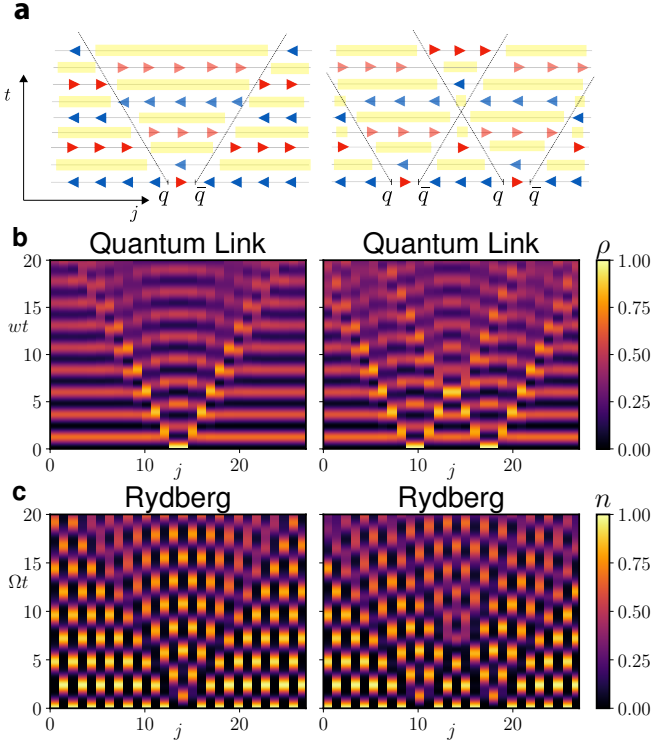 a
t
j
q q̄
q q̄ q q̄
b
Quantum Link Quantum Link ρ
20 1.00
15 0.75
wt
10 0.50
5 0.25
0 0.00
0 10 j 20 0 10 j 20
c
Rydberg Rydberg n
20 1.00
15 0.75
Ωt
10 0.50
5 0.25
0 0.00
0 10 j 20 0 10 j 20